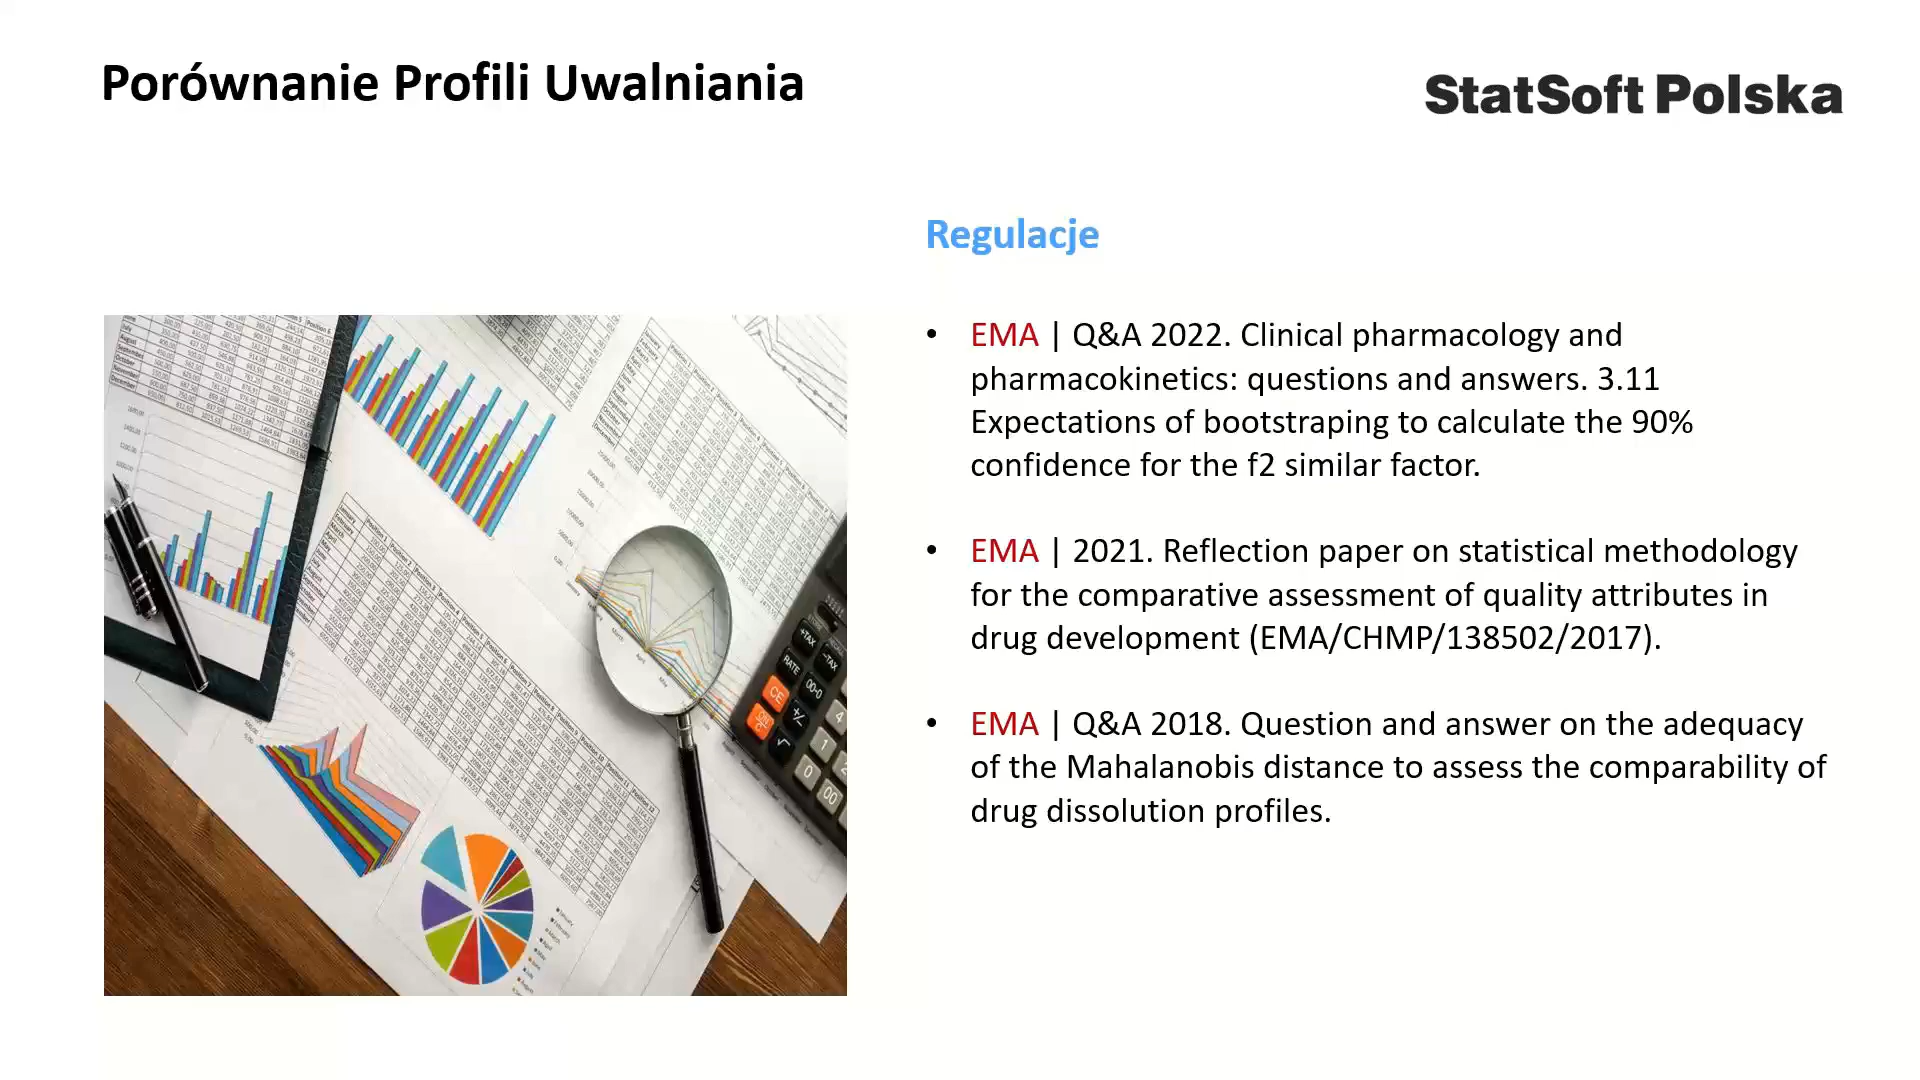 Porównanie Profili Uwalniania
StatSoft Polska
Regulacje
• EMA | Q&A 2022. Clinical pharmacology and
pharmacokinetics: questions and answers. 3.11
Expectations of bootstraping to calculate the 90%
confidence for the f2 similar factor.
• EMA | 2021. Reflection paper on statistical methodology
for the comparative assessment of quality attributes in
drug development (EMA/CHMP/138502/2017).
• EMA | Q&A 2018. Question and answer on the adequacy
of the Mahalanobis distance to assess the comparability of
drug dissolution profiles.